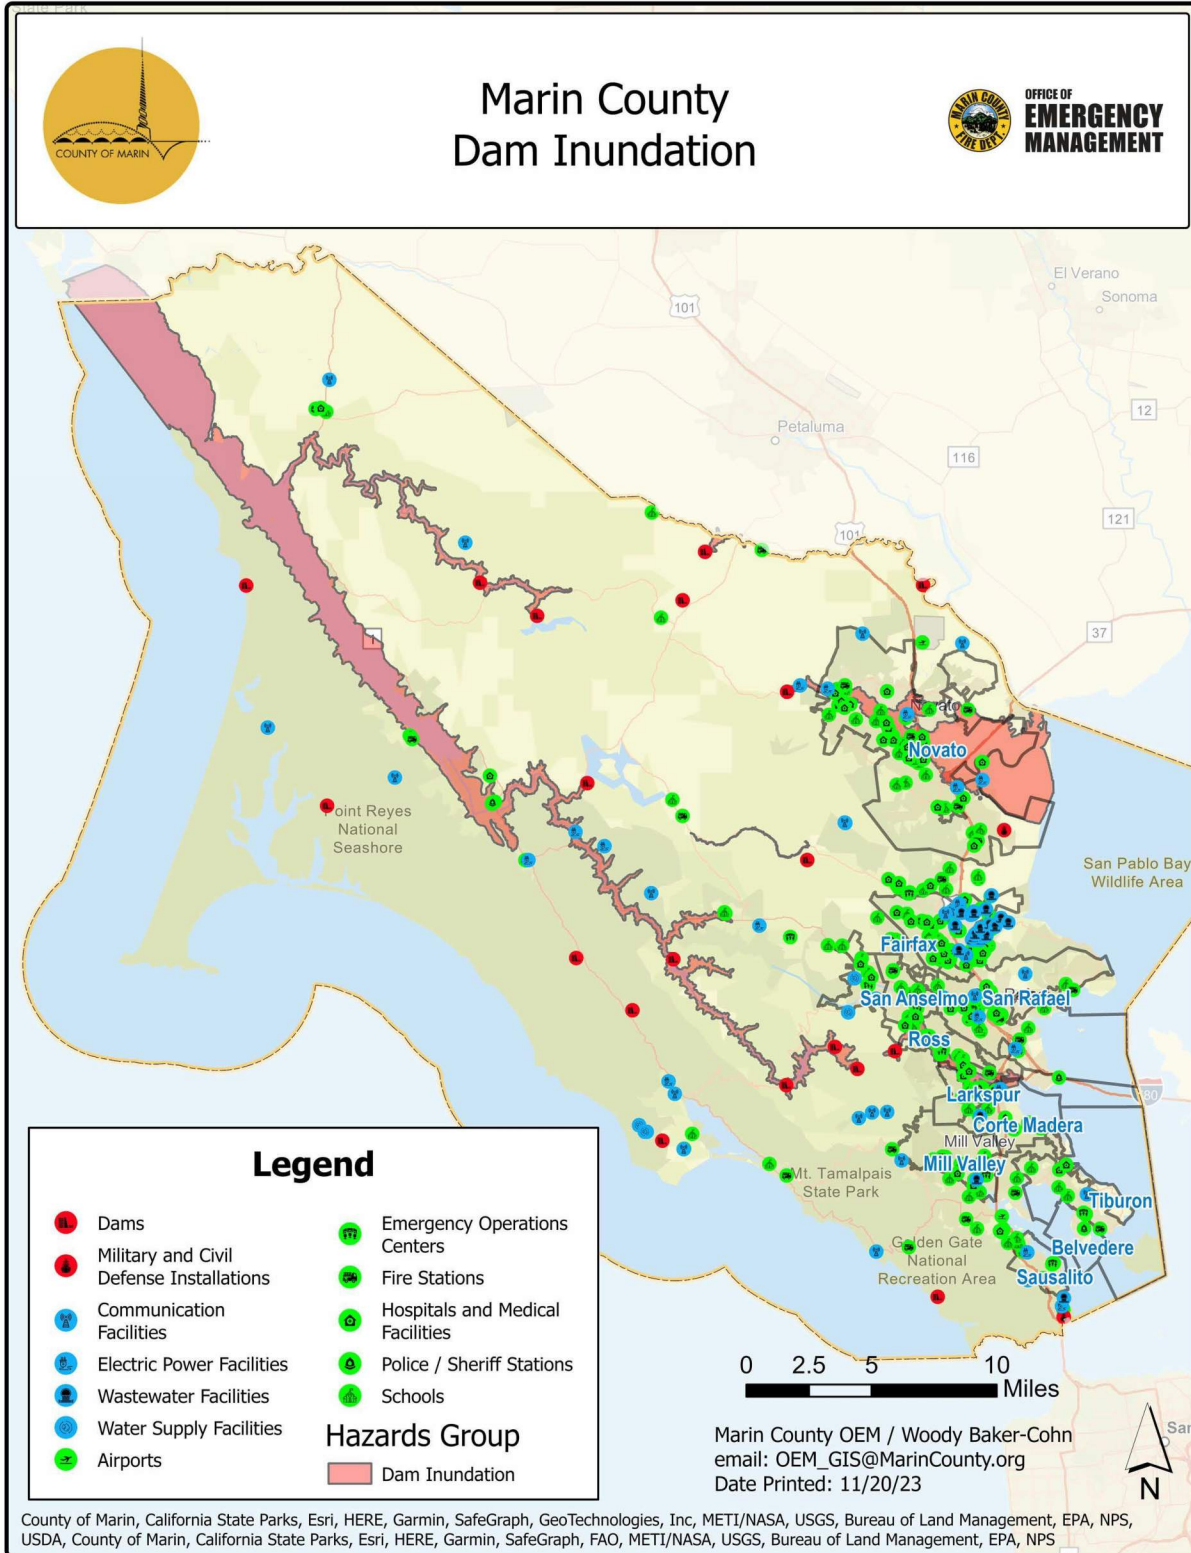 State Park
COUNTY OF MARIN
Marin County
Dam Inundation
MARIN COUNTY
FIRE DEPT.
OFFICE OF
EMERGENCY
MANAGEMENT
El Verano
Sonoma
101
12
Petaluma
116
121
101
37
1
Novato
Point Reyes
National
Seashore
San Pablo Bay
Wildlife Area
Fairfax
San Anselmo
San Rafael
Ross
Larkspur
Corte Madera
Mill Valley
Mill Valley
Mt. Tamalpais
State Park
Tiburon
Belvedere
Golden Gate
National
Recreation Area
Sausalito
Legend
Dams
Military and Civil
Defense Installations
Communication
Facilities
Electric Power Facilities
Wastewater Facilities
Water Supply Facilities
Airports
Emergency Operations
Centers
Fire Stations
Hospitals and Medical
Facilities
Police / Sheriff Stations
Schools
Hazards Group
Dam Inundation
0 2.5 5 10
Miles
Marin County OEM / Woody Baker-Cohn
email: OEM_GIS@MarinCounty.org
Date Printed: 11/20/23
N
County of Marin, California State Parks, Esri, HERE, Garmin, SafeGraph, GeoTechnologies, Inc, METI/NASA, USGS, Bureau of Land Management, EPA, NPS,
USDA, County of Marin, California State Parks, Esri, HERE, Garmin, SafeGraph, FAO, METI/NASA, USGS, Bureau of Land Management, EPA, NPS